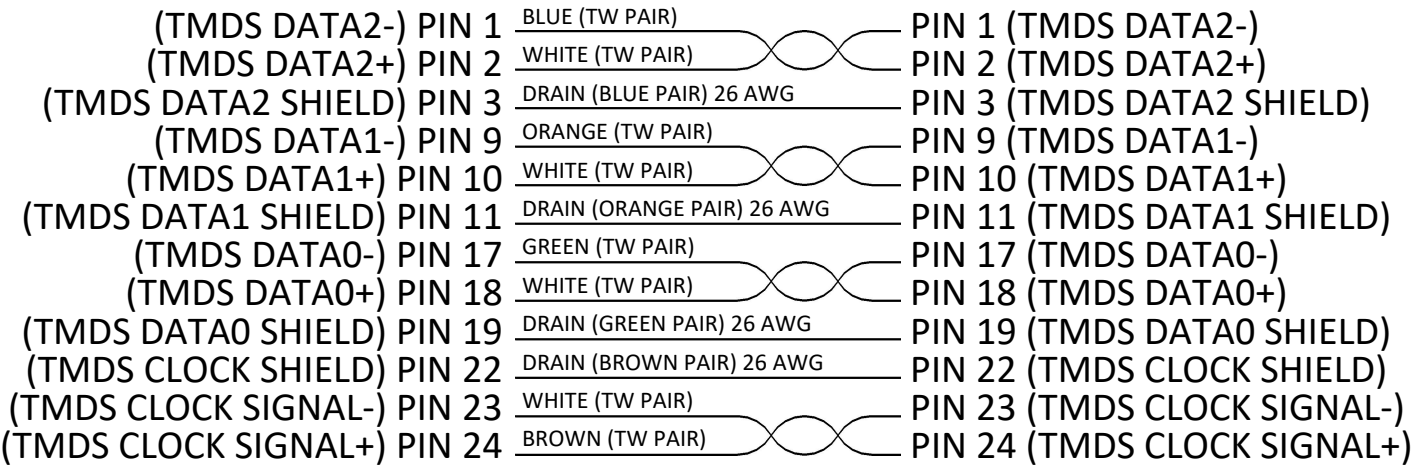 (TMDS DATA2-) PIN 1 BLUE (TW PAIR) PIN 1 (TMDS DATA2-)
(TMDS DATA2+) PIN 2 WHITE (TW PAIR) PIN 2 (TMDS DATA2+)
(TMDS DATA2 SHIELD) PIN 3 DRAIN (BLUE PAIR) 26 AWG PIN 3 (TMDS DATA2 SHIELD)
(TMDS DATA1-) PIN 9 ORANGE (TW PAIR) PIN 9 (TMDS DATA1-)
(TMDS DATA1+) PIN 10 WHITE (TW PAIR) PIN 10 (TMDS DATA1+)
(TMDS DATA1 SHIELD) PIN 11 DRAIN (ORANGE PAIR) 26 AWG PIN 11 (TMDS DATA1 SHIELD)
(TMDS DATA0-) PIN 17 GREEN (TW PAIR) PIN 17 (TMDS DATA0-)
(TMDS DATA0+) PIN 18 WHITE (TW PAIR) PIN 18 (TMDS DATA0+)
(TMDS DATA0 SHIELD) PIN 19 DRAIN (GREEN PAIR) 26 AWG PIN 19 (TMDS DATA0 SHIELD)
(TMDS CLOCK SHIELD) PIN 22 DRAIN (BROWN PAIR) 26 AWG PIN 22 (TMDS CLOCK SHIELD)
(TMDS CLOCK SIGNAL-) PIN 23 WHITE (TW PAIR) PIN 23 (TMDS CLOCK SIGNAL-)
(TMDS CLOCK SIGNAL+) PIN 24 BROWN (TW PAIR) PIN 24 (TMDS CLOCK SIGNAL+)